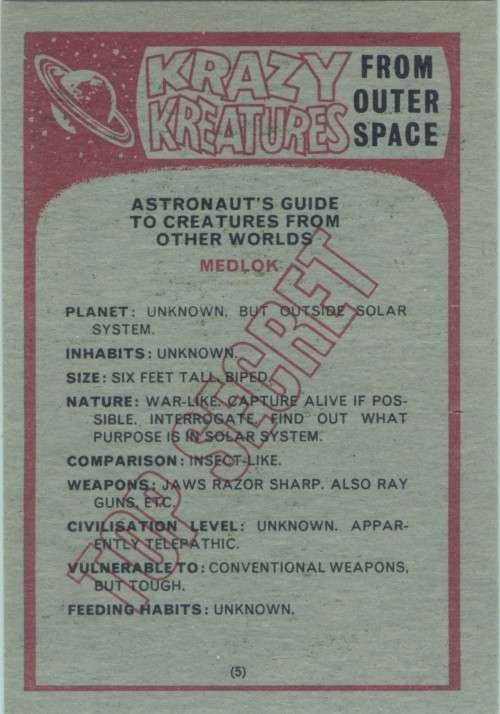 KRAZY
KREATURES
FROM
OUTER
SPACE
ASTRONAUT'S GUIDE
TO CREATURES FROM
OTHER WORLDS
MEDLOK
PLANET: UNKNOWN, BUT OUTSIDE SOLAR
SYSTEM.
INHABITS: UNKNOWN.
SIZE: SIX FEET TALL, BIPED.
NATURE: WAR-LIKE. CAPTURE ALIVE IF POS-
SIBLE. INTERROGATE, FIND OUT WHAT
PURPOSE IS IN SOLAR SYSTEM.
COMPARISON: INSECT-LIKE.
WEAPONS: JAWS RAZOR SHARP. ALSO RAY
GUNS, ETC.
CIVILISATION LEVEL: UNKNOWN. APPAR-
ENTLY TELEPATHIC.
VULNERABLE TO: CONVENTIONAL WEAPONS,
BUT TOUGH.
FEEDING HABITS: UNKNOWN.
TOP SECRET
(5)